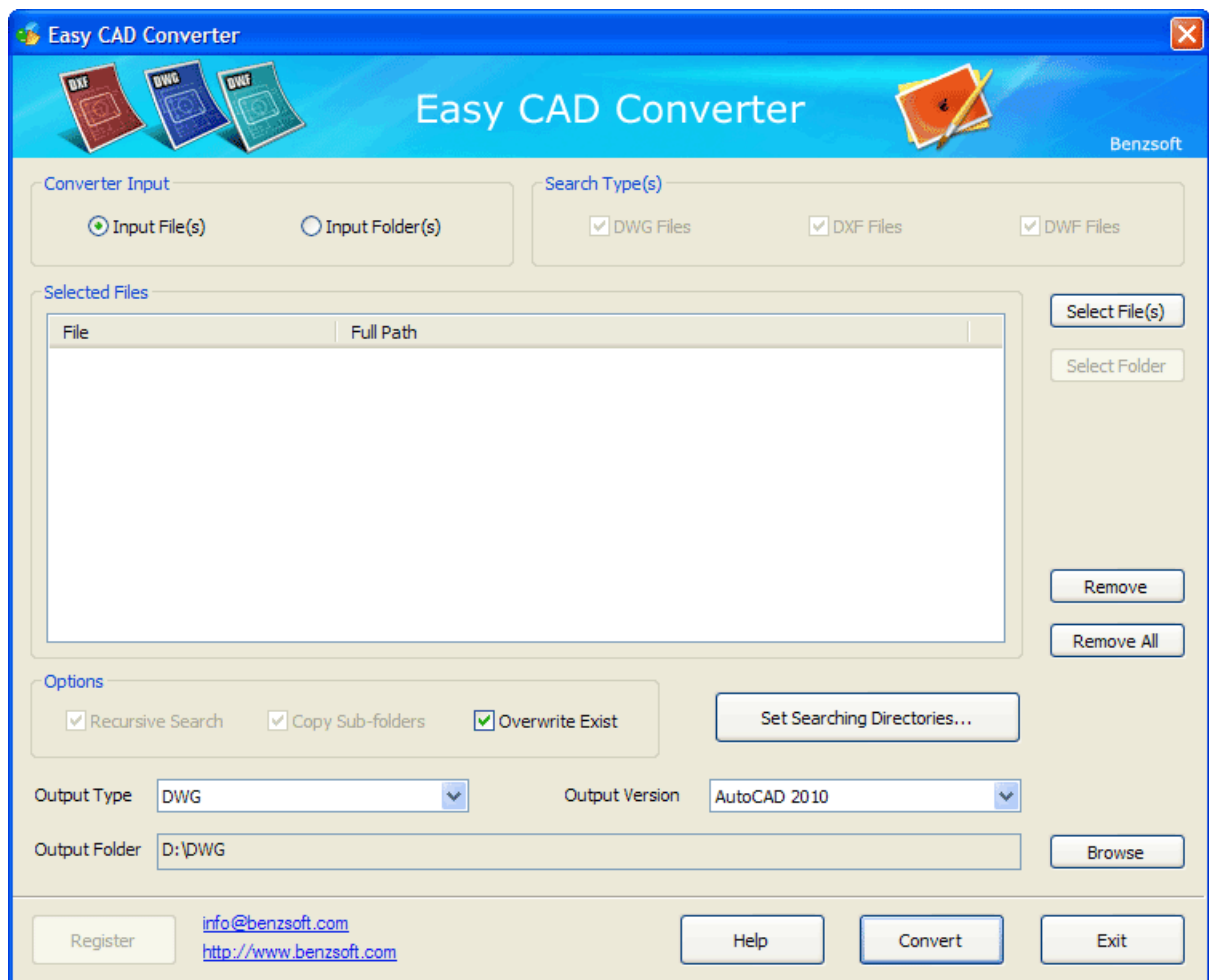 Easy CAD Converter
DXF DWG DWF
Easy CAD Converter
Benzsoft
Converter Input
Input File(s) Input Folder(s)
Search Type(s)
DWG Files DXF Files DWF Files
Selected Files
File Full Path
Select File(s)
Select Folder
Remove
Remove All
Options
Recursive Search Copy Sub-folders Overwrite Exist
Set Searching Directories...
Output Type DWG Output Version AutoCAD 2010
Output Folder D:\DWG Browse
Register
info@benzsoft.com
http://www.benzsoft.com
Help Convert Exit